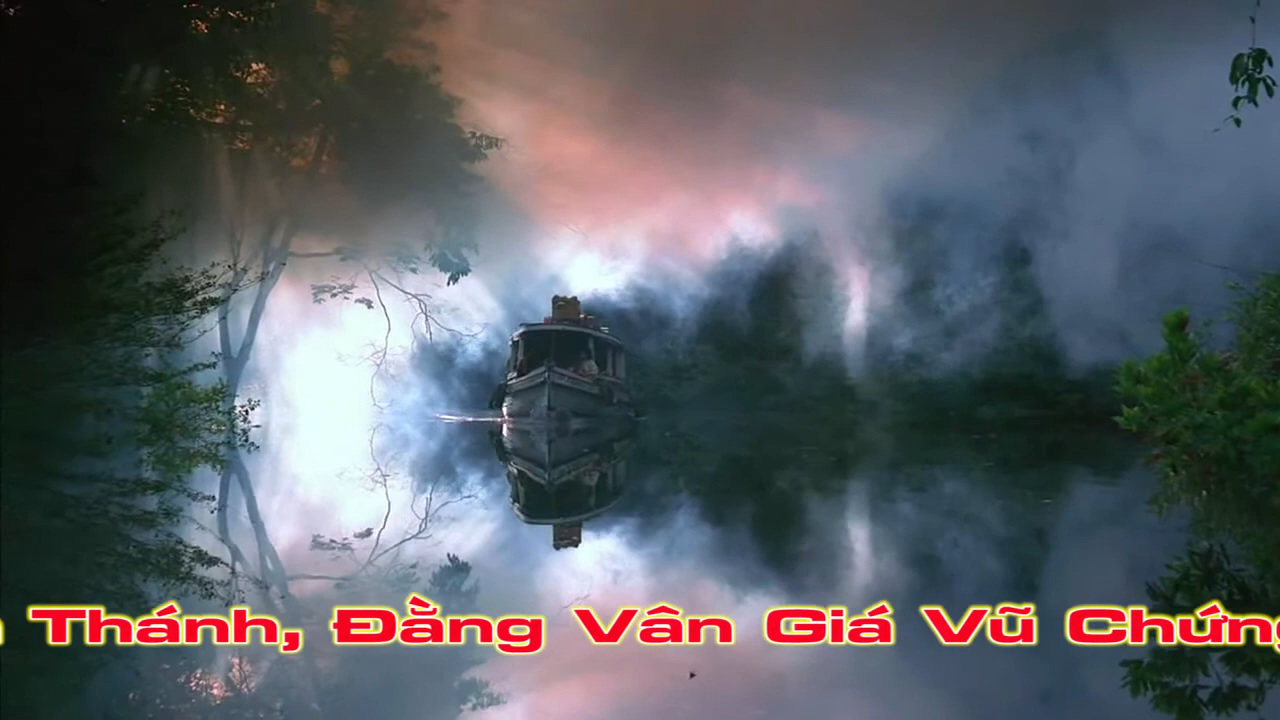 Thánh, Đằng Vân Giá Vũ Chứng